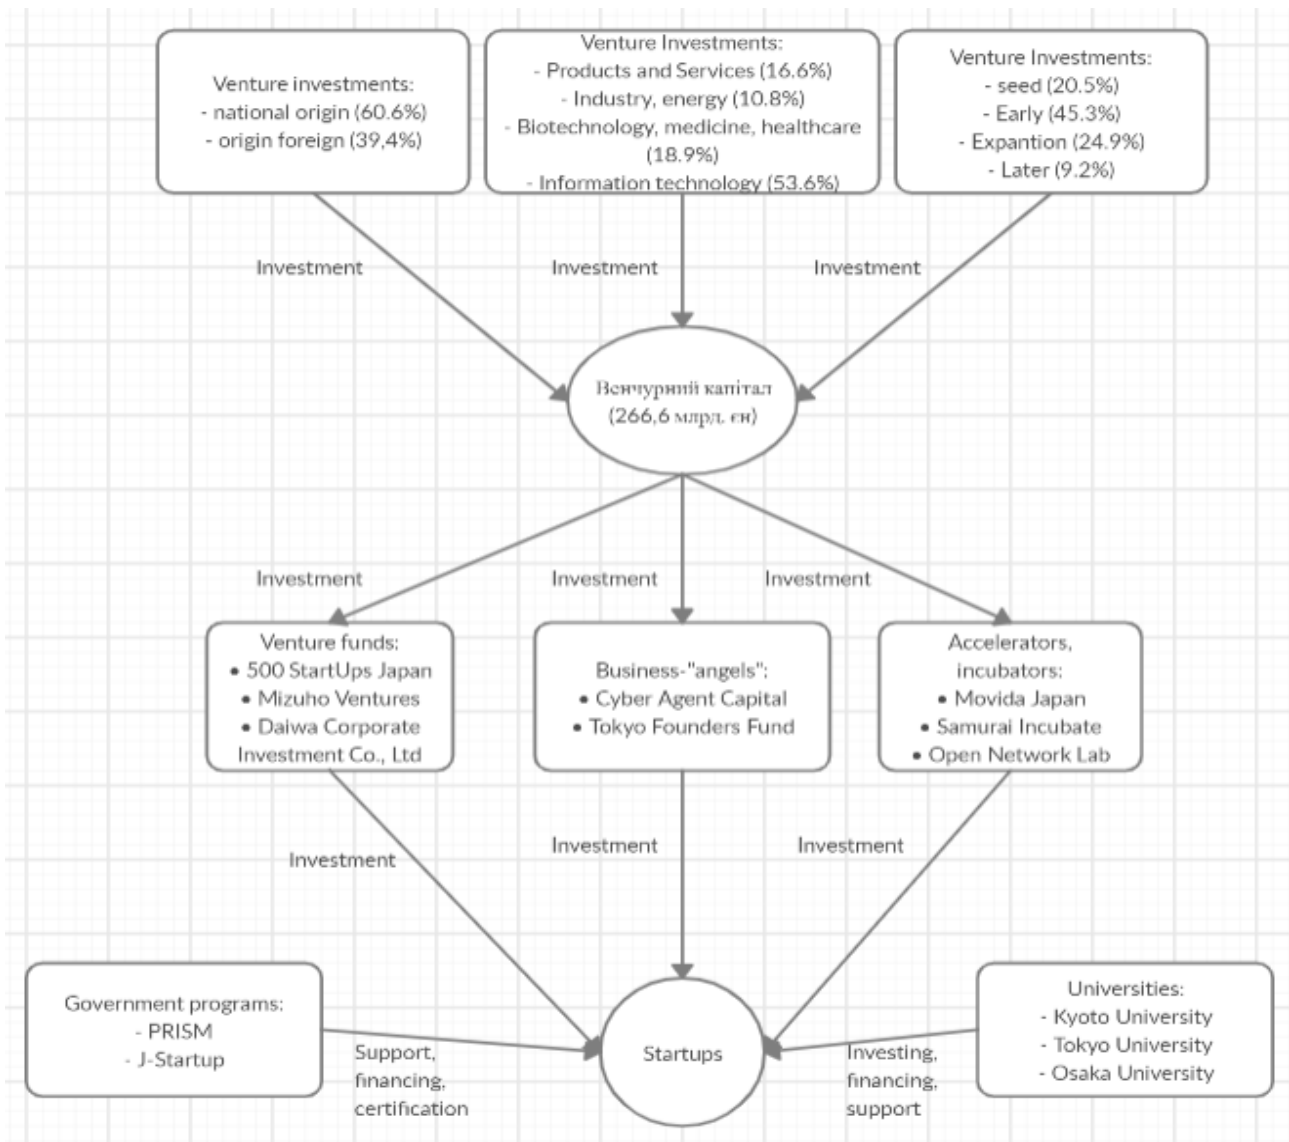 Venture investments:
- national origin (60.6%)
- origin foreign (39,4%)
Venture Investments:
- Products and Services (16.6%)
- Industry, energy (10.8%)
- Biotechnology, medicine, healthcare
(18.9%)
- Information technology (53.6%)
Venture Investments:
- seed (20.5%)
- Early (45.3%)
- Expantion (24.9%)
- Later (9.2%)
Investment
Investment
Investment
Венчурний капітал
(266,6 млрд. єн)
Investment
Investment
Investment
Venture funds:
• 500 StartUps Japan
• Mizuho Ventures
• Daiwa Corporate
Investment Co., Ltd
Business-"angels":
• Cyber Agent Capital
• Tokyo Founders Fund
Accelerators,
incubators:
• Movida Japan
• Samurai Incubate
• Open Network Lab
Investment
Investment
Investment
Government programs:
- PRISM
- J-Startup
Support,
financing,
certification
Startups
Investing,
financing,
support
Universities:
- Kyoto University
- Tokyo University
- Osaka University